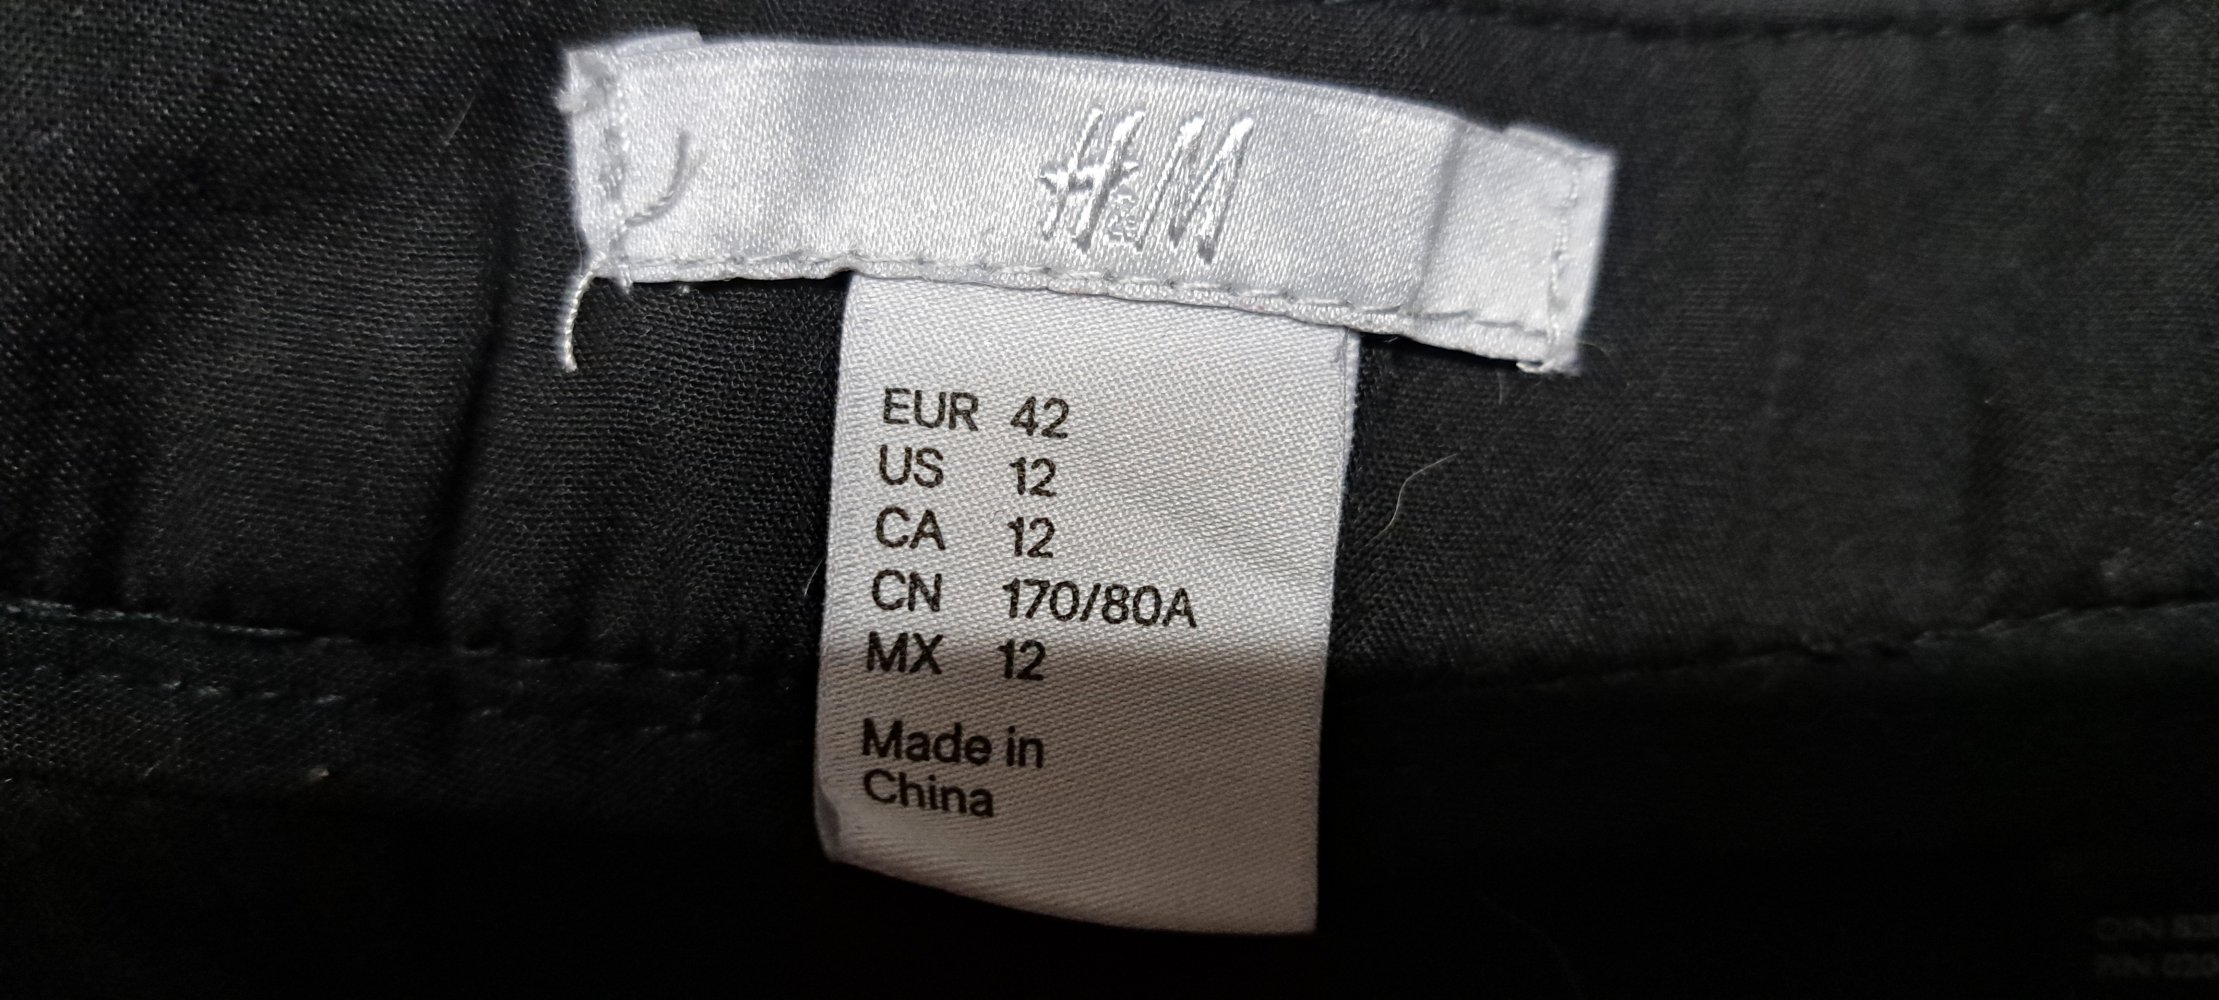 H&M
EUR 42
US 12
CA 12
CN 170/80A
MX 12
Made in
China